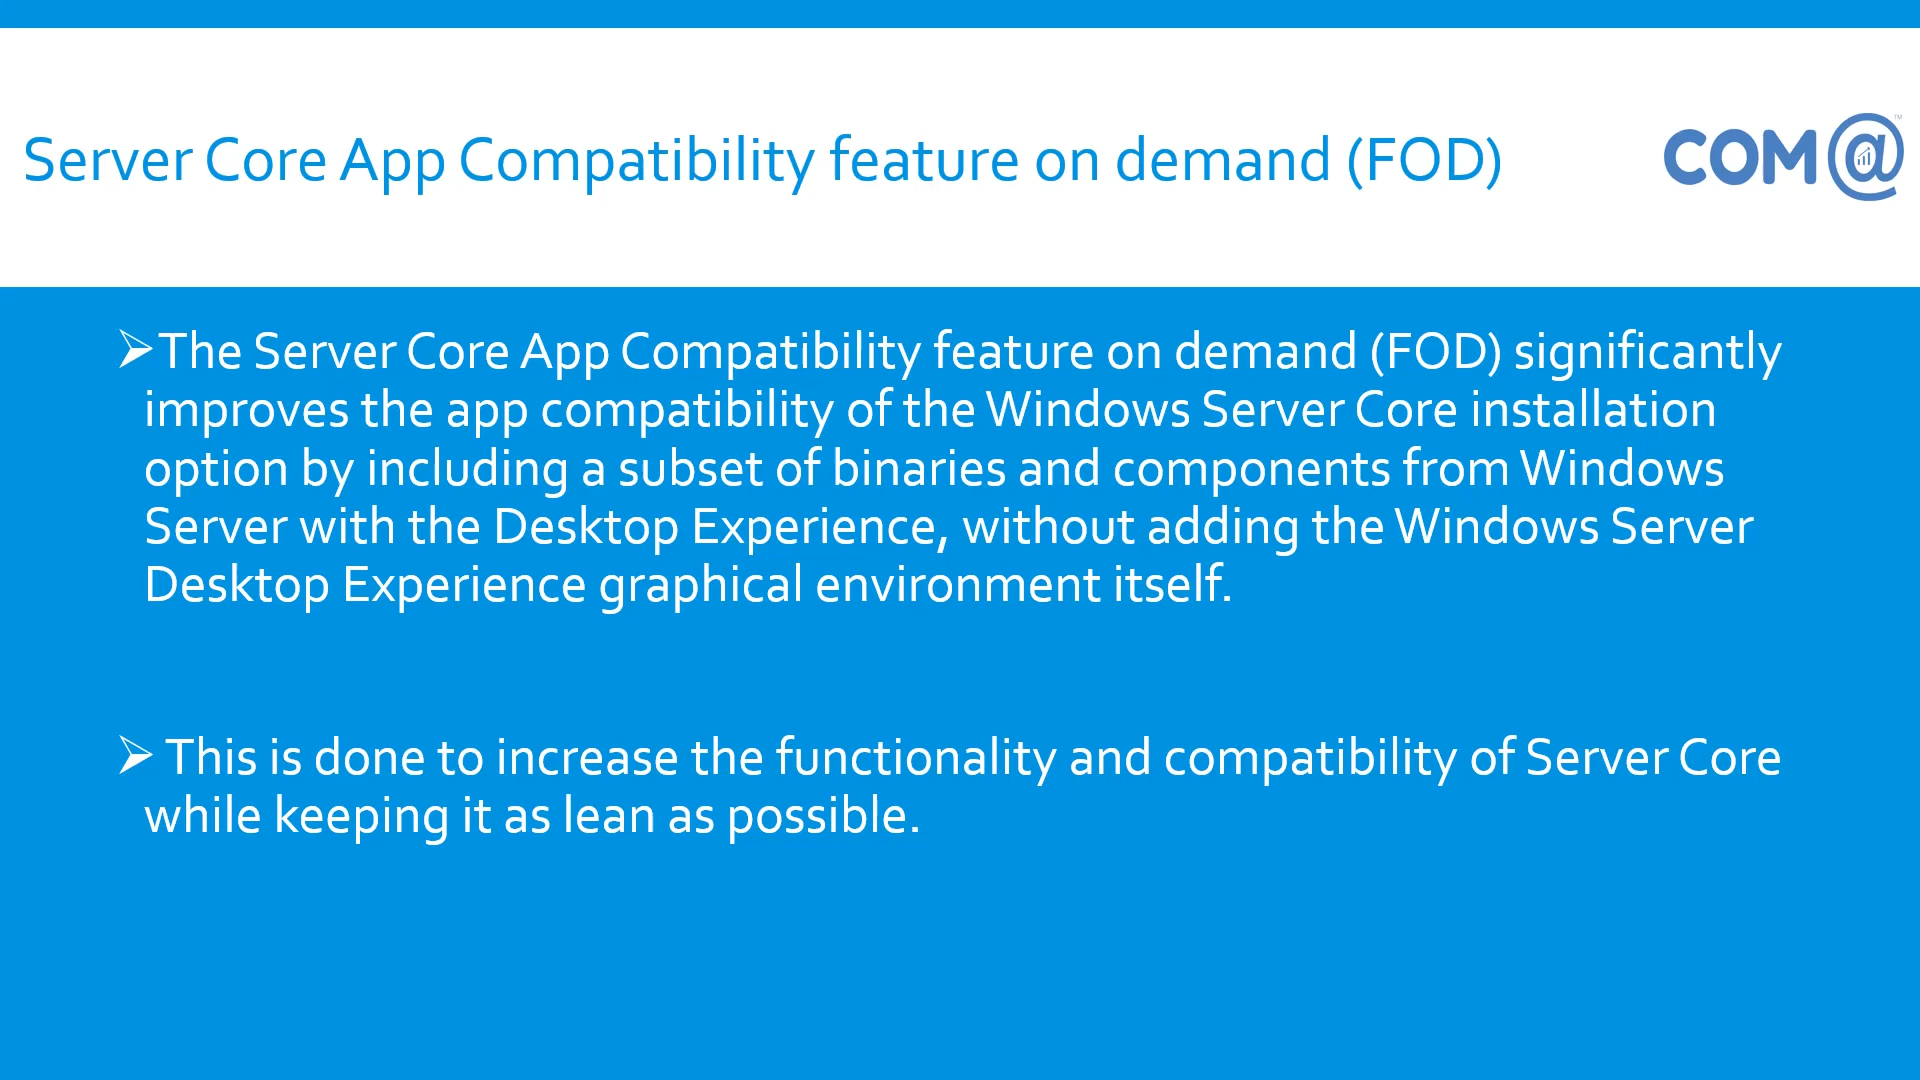 Server Core App Compatibility feature on demand (FOD)
COM@
TM
➢The Server Core App Compatibility feature on demand (FOD) significantly
improves the app compatibility of the Windows Server Core installation
option by including a subset of binaries and components from Windows
Server with the Desktop Experience, without adding the Windows Server
Desktop Experience graphical environment itself.
➢ This is done to increase the functionality and compatibility of Server Core
while keeping it as lean as possible.